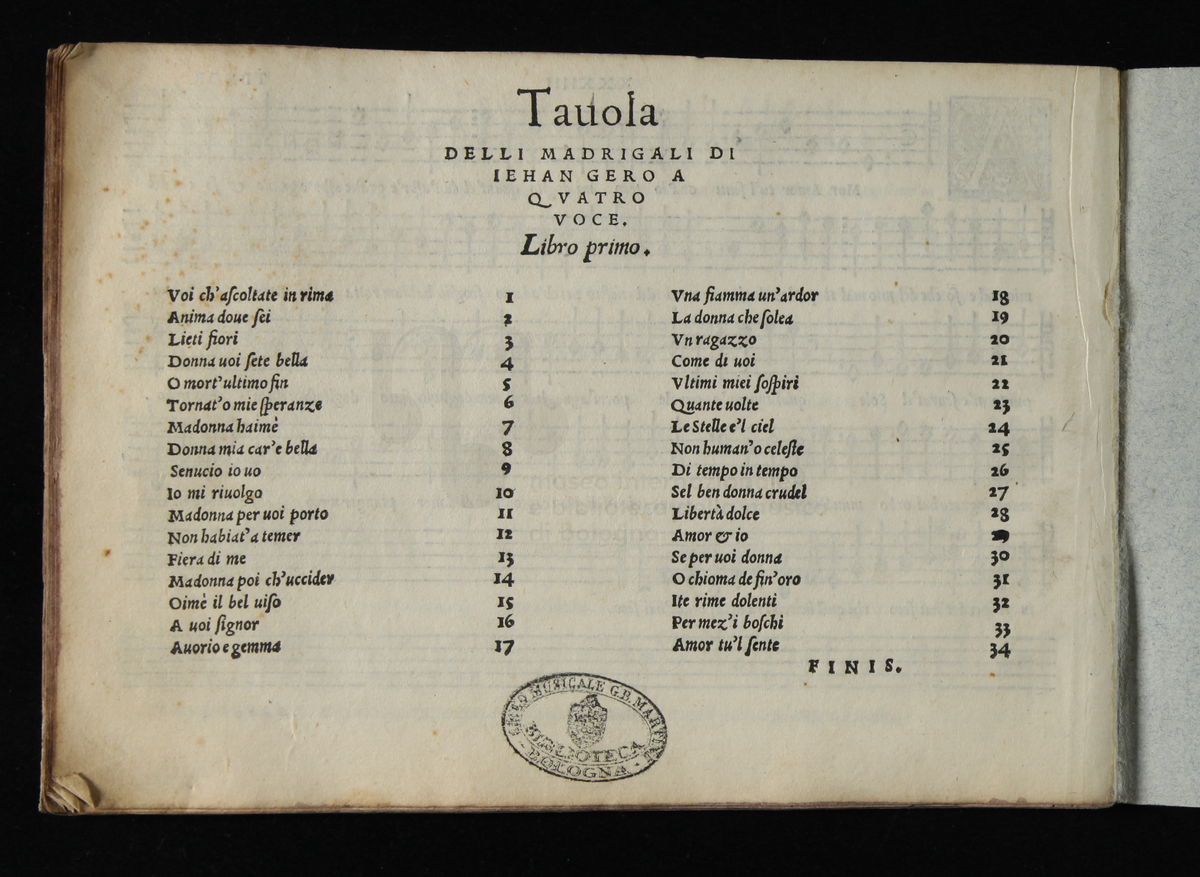 Tauola
DELLI MADRIGALI DI
IEHAN GERO A
QVATRO
VOCE.
Libro primo.
Voi ch'aſcoltate in rima 1
Anima doue ſei 2
Lieti fiori 3
Donna uoi ſete bella 4
O mort'ultimo fin 5
Tornat'o mie ſperanze 6
Madonna haimè 7
Donna mia car'e bella 8
Senucio io uo 9
Io mi riuolgo 10
Madonna per uoi porto 11
Non habiat'a temer 12
Fiera di me 13
Madonna poi ch'uccider 14
Oimè il bel uiſo 15
A uoi ſignor 16
Auorio e gemma 17
Vna fiamma un'ardor 18
La donna che ſolea 19
Vn ragazzo 20
Come di uoi 21
Vltimi miei ſoſpiri 22
Quante uolte 23
Le Stelle e'l ciel 24
Non human'o celeſte 25
Di tempo in tempo 26
Sel ben donna crudel 27
Libertà dolce 28
Amor & io 29
Se per uoi donna 30
O chioma de fin'oro 31
Ite rime dolenti 32
Per mez'i boſchi 33
Amor tu'l ſente 34
FINIS.
LICEO MUSICALE G.B. MARTINI
BIBLIOTECA
BOLOGNA